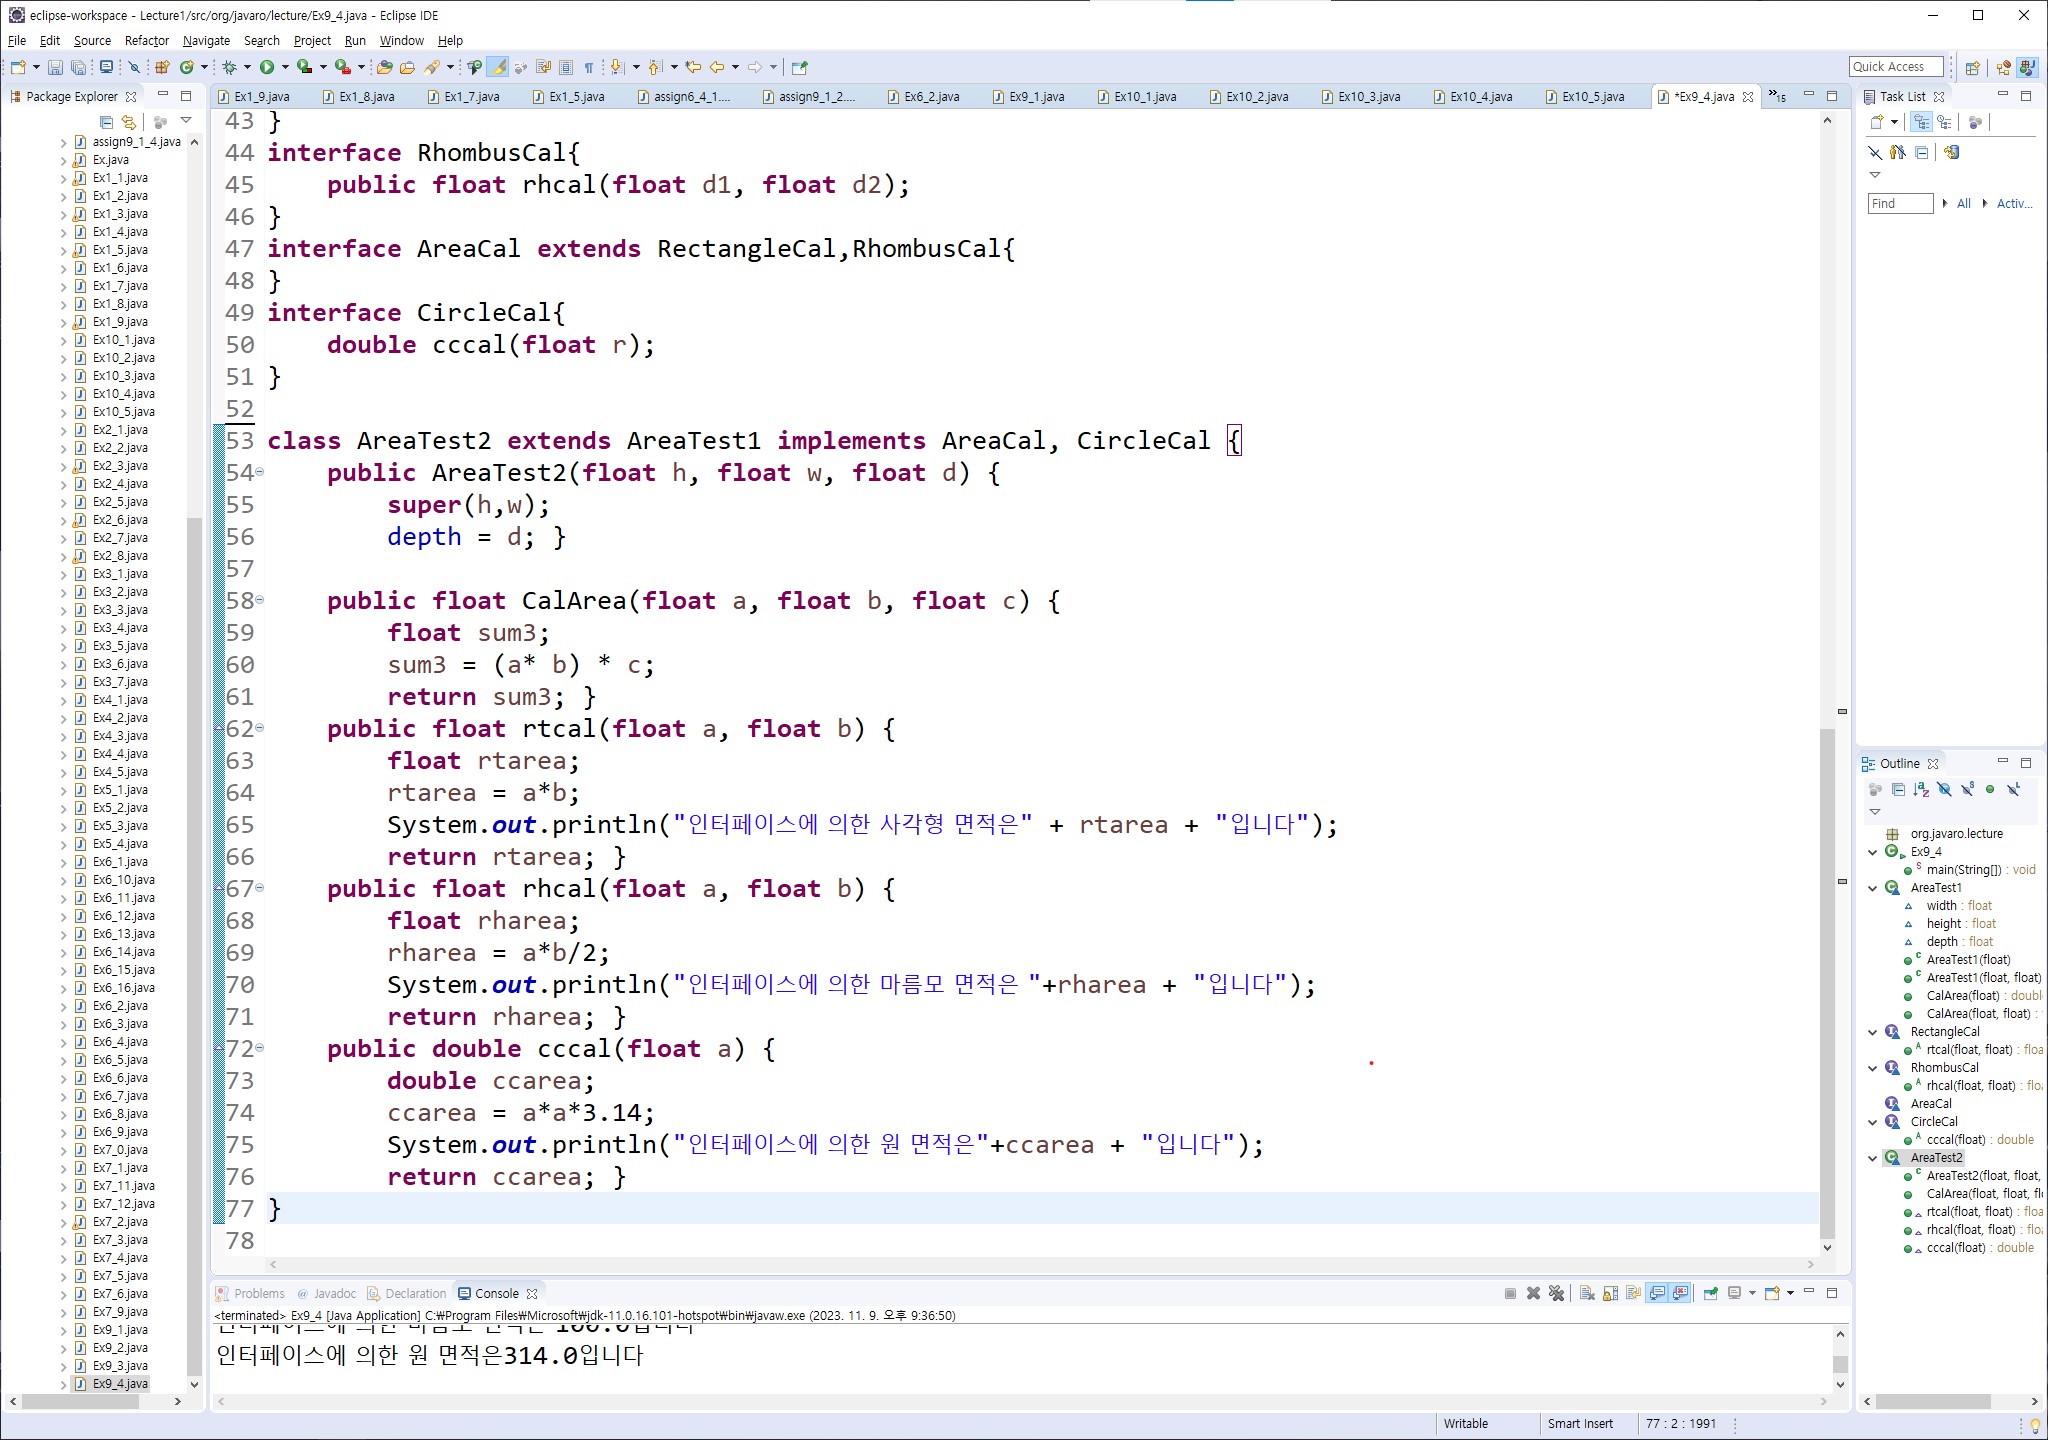 eclipse-workspace - Lecture1/src/org/javaro/lecture/Ex9_4.java - Eclipse IDE
File Edit Source Refactor Navigate Search Project Run Window Help
Quick Access
Package Explorer
Ex1_9.java Ex1_8.java Ex1_7.java Ex1_5.java assign6_4_1.... assign9_1_2.... Ex6_2.java Ex9_1.java Ex10_1.java Ex10_2.java Ex10_3.java Ex10_4.java Ex10_5.java *Ex9_4.java »15
Task List
assign9_1_4.java
Ex.java
Ex1_1.java
Ex1_2.java
Ex1_3.java
Ex1_4.java
Ex1_5.java
Ex1_6.java
Ex1_7.java
Ex1_8.java
Ex1_9.java
Ex10_1.java
Ex10_2.java
Ex10_3.java
Ex10_4.java
Ex10_5.java
Ex2_1.java
Ex2_2.java
Ex2_3.java
Ex2_4.java
Ex2_5.java
Ex2_6.java
Ex2_7.java
Ex2_8.java
Ex3_1.java
Ex3_2.java
Ex3_3.java
Ex3_4.java
Ex3_5.java
Ex3_6.java
Ex3_7.java
Ex4_1.java
Ex4_2.java
Ex4_3.java
Ex4_4.java
Ex4_5.java
Ex5_1.java
Ex5_2.java
Ex5_3.java
Ex5_4.java
Ex6_1.java
Ex6_10.java
Ex6_11.java
Ex6_12.java
Ex6_13.java
Ex6_14.java
Ex6_15.java
Ex6_16.java
Ex6_2.java
Ex6_3.java
Ex6_4.java
Ex6_5.java
Ex6_6.java
Ex6_7.java
Ex6_8.java
Ex6_9.java
Ex7_0.java
Ex7_1.java
Ex7_11.java
Ex7_12.java
Ex7_2.java
Ex7_3.java
Ex7_4.java
Ex7_5.java
Ex7_6.java
Ex7_9.java
Ex9_1.java
Ex9_2.java
Ex9_3.java
Ex9_4.java
43 }
44 interface RhombusCal{
45 public float rhcal(float d1, float d2);
46 }
47 interface AreaCal extends RectangleCal,RhombusCal{
48 }
49 interface CircleCal{
50 double cccal(float r);
51 }
52
53 class AreaTest2 extends AreaTest1 implements AreaCal, CircleCal {
54 public AreaTest2(float h, float w, float d) {
55 super(h,w);
56 depth = d; }
57
58 public float CalArea(float a, float b, float c) {
59 float sum3;
60 sum3 = (a* b) * c;
61 return sum3; }
62 public float rtcal(float a, float b) {
63 float rtarea;
64 rtarea = a*b;
65 System.out.println("인터페이스에 의한 사각형 면적은" + rtarea + "입니다");
66 return rtarea; }
67 public float rhcal(float a, float b) {
68 float rharea;
69 rharea = a*b/2;
70 System.out.println("인터페이스에 의한 마름모 면적은 "+rharea + "입니다");
71 return rharea; }
72 public double cccal(float a) {
73 double ccarea;
74 ccarea = a*a*3.14;
75 System.out.println("인터페이스에 의한 원 면적은"+ccarea + "입니다");
76 return ccarea; }
77 }
78
Find All Activ...
Outline
org.javaro.lecture
Ex9_4
main(String[]) : void
AreaTest1
width : float
height : float
depth : float
AreaTest1(float)
AreaTest1(float, float)
CalArea(float) : doubl
CalArea(float, float) :
RectangleCal
rtcal(float, float) : floa
RhombusCal
rhcal(float, float) : floa
AreaCal
CircleCal
cccal(float) : double
AreaTest2
AreaTest2(float, float,
CalArea(float, float, fl
rtcal(float, float) : floa
rhcal(float, float) : floa
cccal(float) : double
Problems @ Javadoc Declaration Console
<terminated> Ex9_4 [Java Application] C:₩Program Files₩Microsoft₩jdk-11.0.16.101-hotspot₩bin₩javaw.exe (2023. 11. 9. 오후 9:36:50)
인터페이스에 의한 마름모 면적은 100.0입니다
인터페이스에 의한 원 면적은314.0입니다
Writable Smart Insert 77 : 2 : 1991